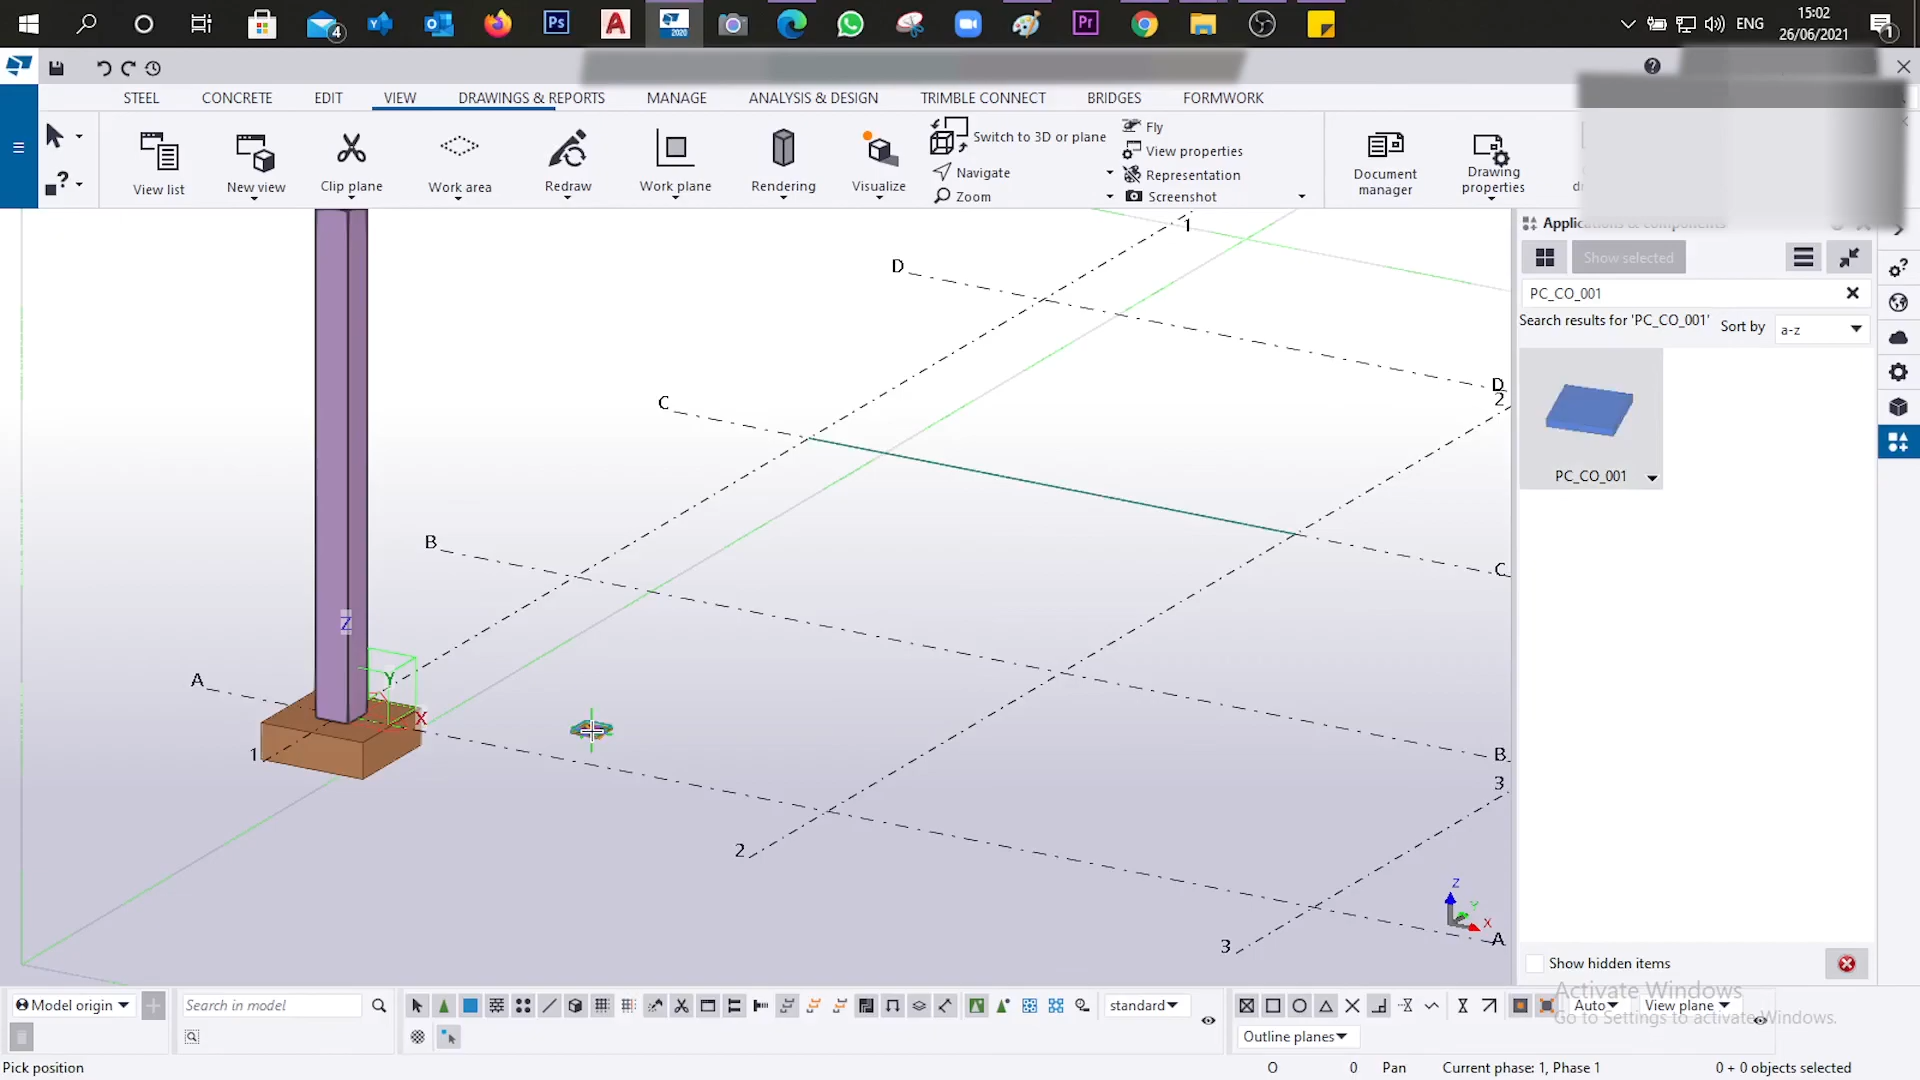 4
2020
ENG
15:02
26/06/2021
1
STEEL
CONCRETE
EDIT
VIEW
DRAWINGS & REPORTS
MANAGE
ANALYSIS & DESIGN
TRIMBLE CONNECT
BRIDGES
FORMWORK
View list
New view
Clip plane
Work area
Redraw
Work plane
Rendering
Visualize
Switch to 3D or plane
Navigate
Zoom
Fly
View properties
Representation
Screenshot
Document manager
Drawing properties
Applications & components
Show selected
PC_CO_001
Search results for 'PC_CO_001'
Sort by
a-z
PC_CO_001
1
D
D
2
C
C
B
B
3
A
A
1
2
3
Z
Y
X
Z
Y
X
Show hidden items
Activate Windows
Go to Settings to activate Windows.
Model origin
Search in model
standard
Auto
View plane
Outline planes
Pick position
O
0
Pan
Current phase: 1, Phase 1
0 + 0 objects selected